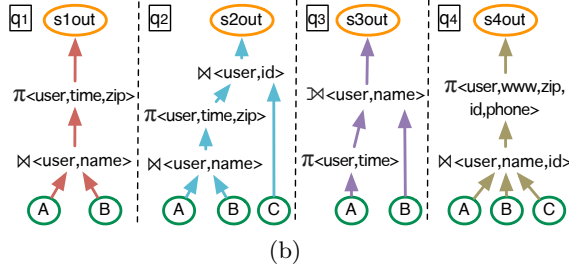 q1
s1out
π<user,time,zip>
⋈<user,name>
A
B
q2
s2out
⋈<user,id>
π<user,time,zip>
⋈<user,name>
A
B
C
q3
s3out
⟕<user,name>
π<user,time>
A
B
q4
s4out
π<user,www,zip,
id,phone>
⋈<user,name,id>
A
B
C
(b)